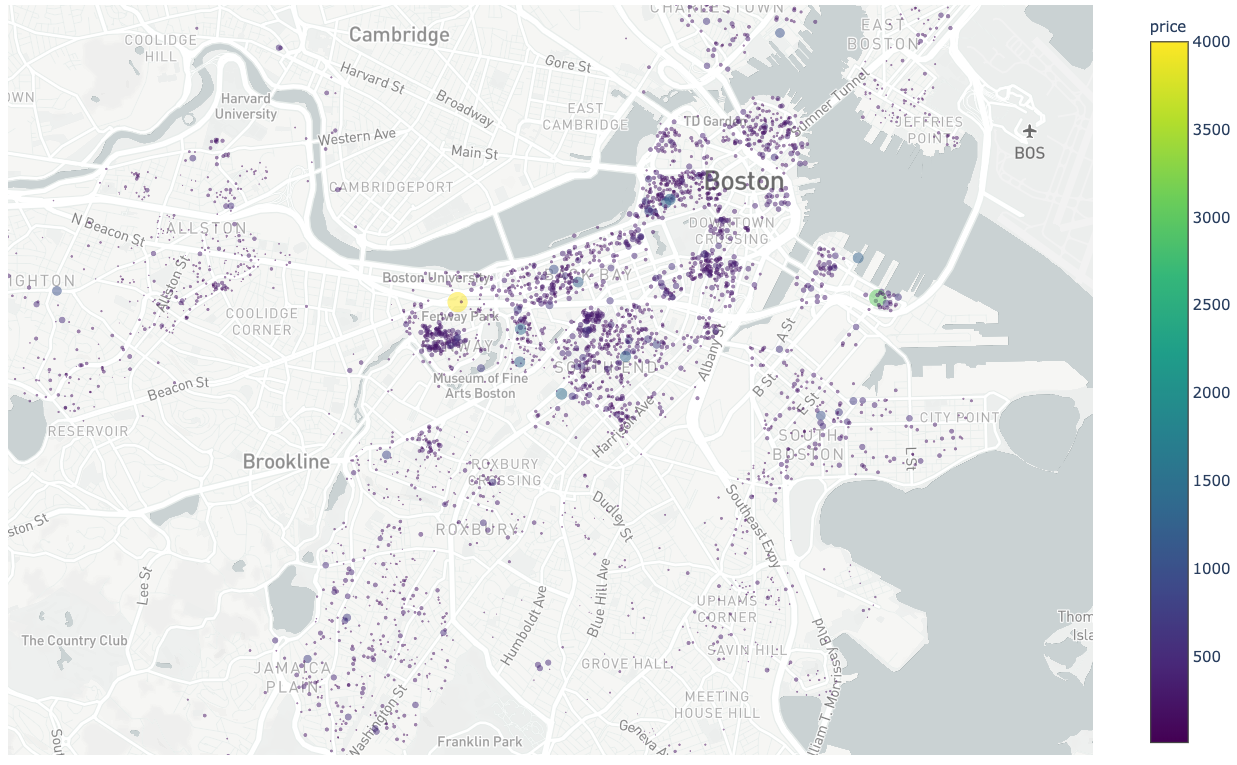 CHARLESTOWN
price
4000
EAST
BOSTON
COOLIDGE
HILL
Cambridge
Gore St
Harvard St
Broadway
OWN
Harvard
University
EAST
CAMBRIDGE
Sumner Tunnel
3500
TD Garden
JEFFRIES
POINT
BOS
Western Ave
Main St
CAMBRIDGEPORT
Boston
3000
N Beacon St
ALLSTON
DOWNTOWN
CROSSING
Boston University
BACK BAY
IGHTON
Allston St
2500
COOLIDGE
CORNER
Fenway Park
WAY
A St
Albany St
Museum of Fine
Arts Boston
SOUTH END
Beacon St
B St
E St
2000
Harrison Ave
CITY POINT
RESERVOIR
SOUTH
BOSTON
L St
Brookline
ROXBURY
CROSSING
1500
ston St
ROXBURY
Dudley St
Southeast Expy
1000
Lee St
Humboldt Ave
Blue Hill Ave
UPHAMS
CORNER
Thom
Isla
The Country Club
SAVIN HILL
lliam T. Morrissey Blvd
500
JAMAICA
PLAIN
GROVE HALL
MEETING
HOUSE HILL
Washington St
Sout
Franklin Park
Geneva A